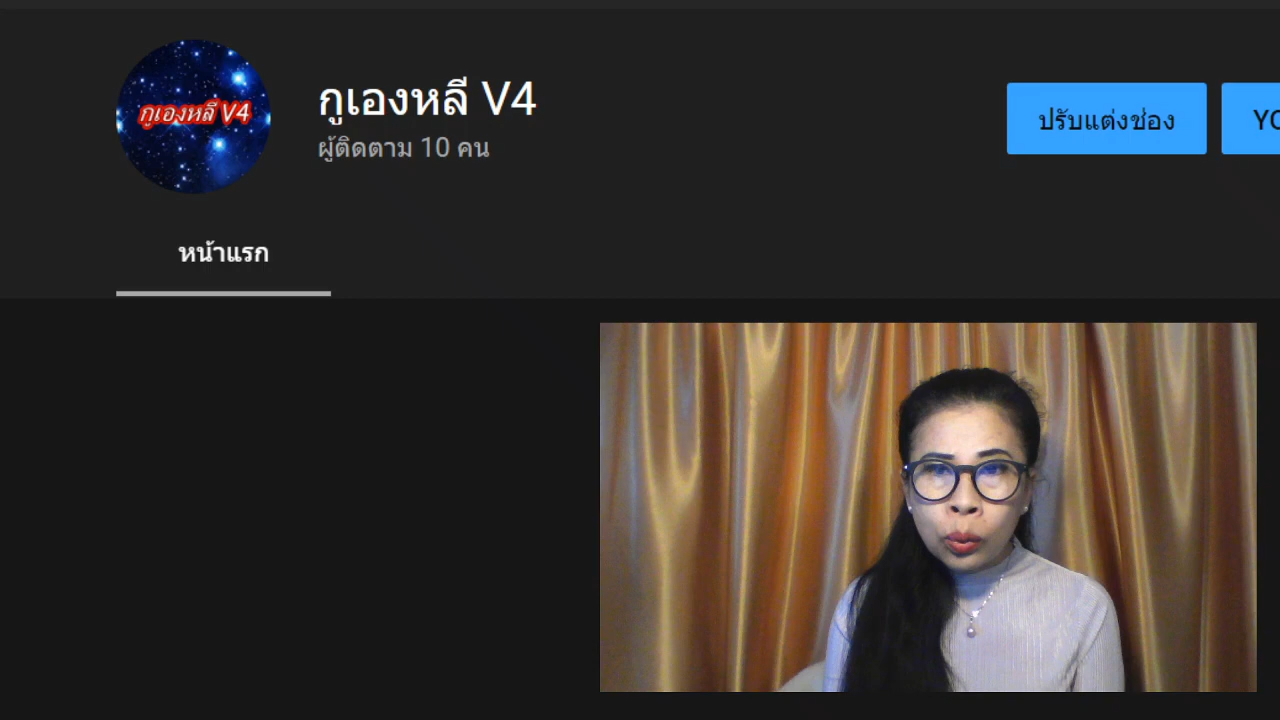 กูเองหลี V4
กูเองหลี V4
ผู้ติดตาม 10 คน
ปรับแต่งช่อง
หน้าแรก